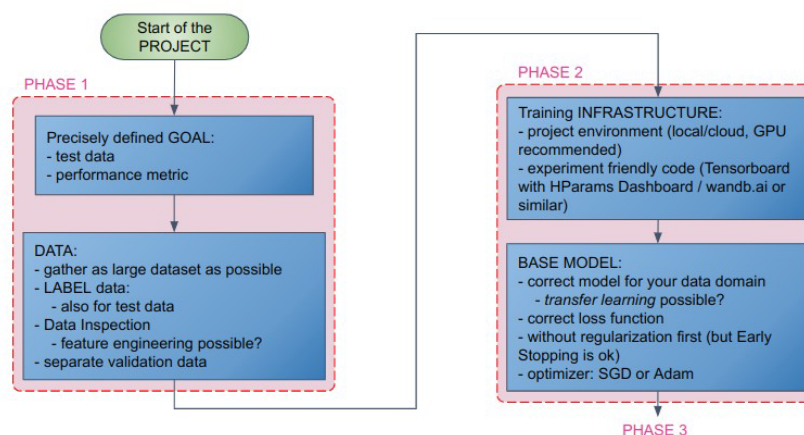 Start of the
PROJECT
PHASE 1
Precisely defined GOAL:
- test data
- performance metric
DATA:
- gather as large dataset as possible
- LABEL data:
- also for test data
- Data Inspection
- feature engineering possible?
- separate validation data
PHASE 2
Training INFRASTRUCTURE:
- project environment (local/cloud, GPU
recommended)
- experiment friendly code (Tensorboard
with HParams Dashboard / wandb.ai or
similar)
BASE MODEL:
- correct model for your data domain
- transfer learning possible?
- correct loss function
- without regularization first (but Early
Stopping is ok)
- optimizer: SGD or Adam
PHASE 3